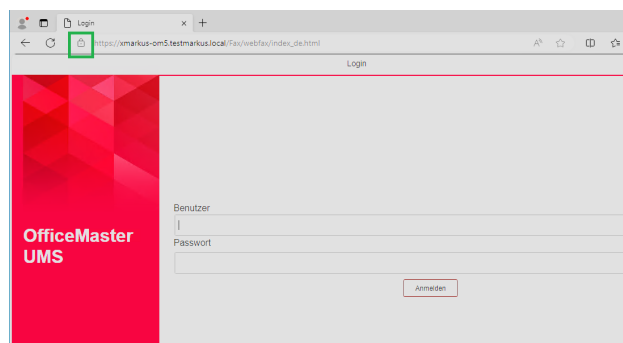 Login
https://xmarkus-om5.testmarkus.local/Fax/webfax/index_de.html
Login
Benutzer
Passwort
OfficeMaster
UMS
Anmelden